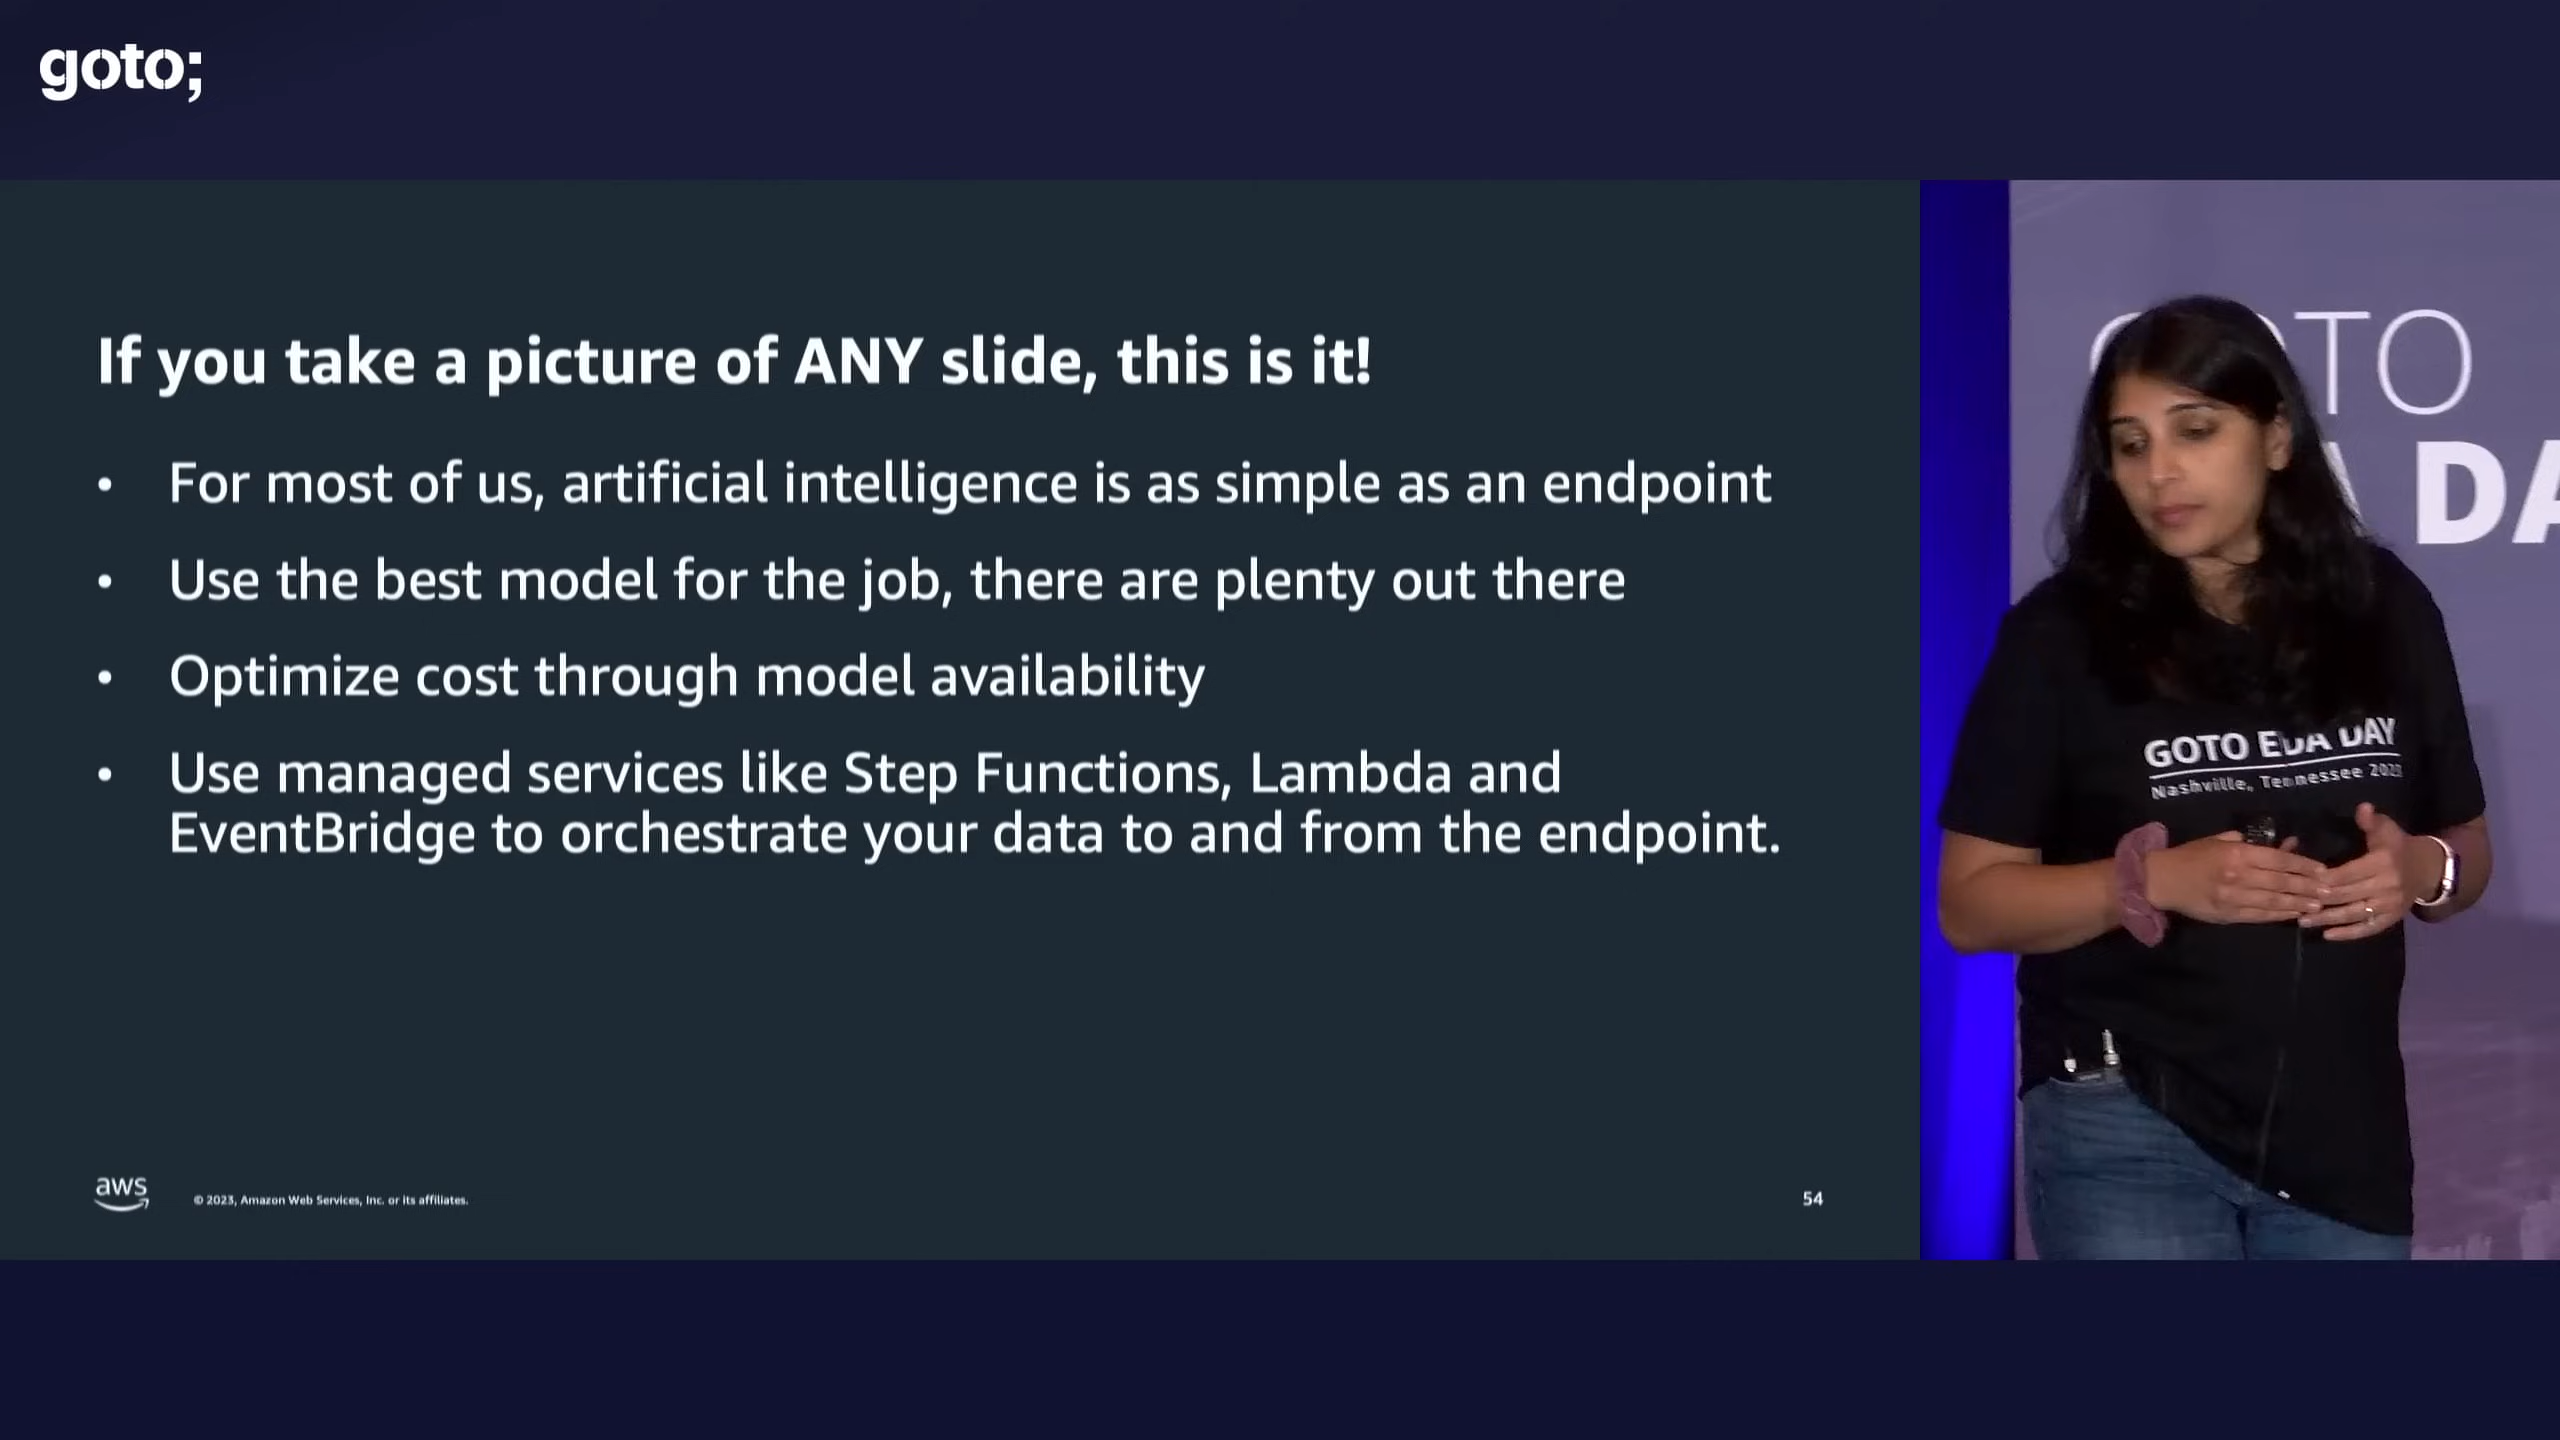 goto;
If you take a picture of ANY slide, this is it!
• For most of us, artificial intelligence is as simple as an endpoint
• Use the best model for the job, there are plenty out there
• Optimize cost through model availability
• Use managed services like Step Functions, Lambda and
EventBridge to orchestrate your data to and from the endpoint.
aws
© 2023, Amazon Web Services, Inc. or its affiliates.
54
GOTO
DA
GOTO EDA DAY
Nashville, Tennessee 2023